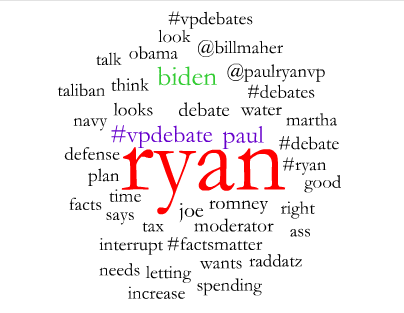 #vpdebates
look
obama @billmaher
talk
biden @paulryanvp
taliban think #debates
looks debate water
navy martha
#vpdebate paul #debate
defense ryan #ryan
plan good
facts time joe romney right
says
tax moderator ass
interrupt #factsmatter
needs letting wants raddatz
increase spending